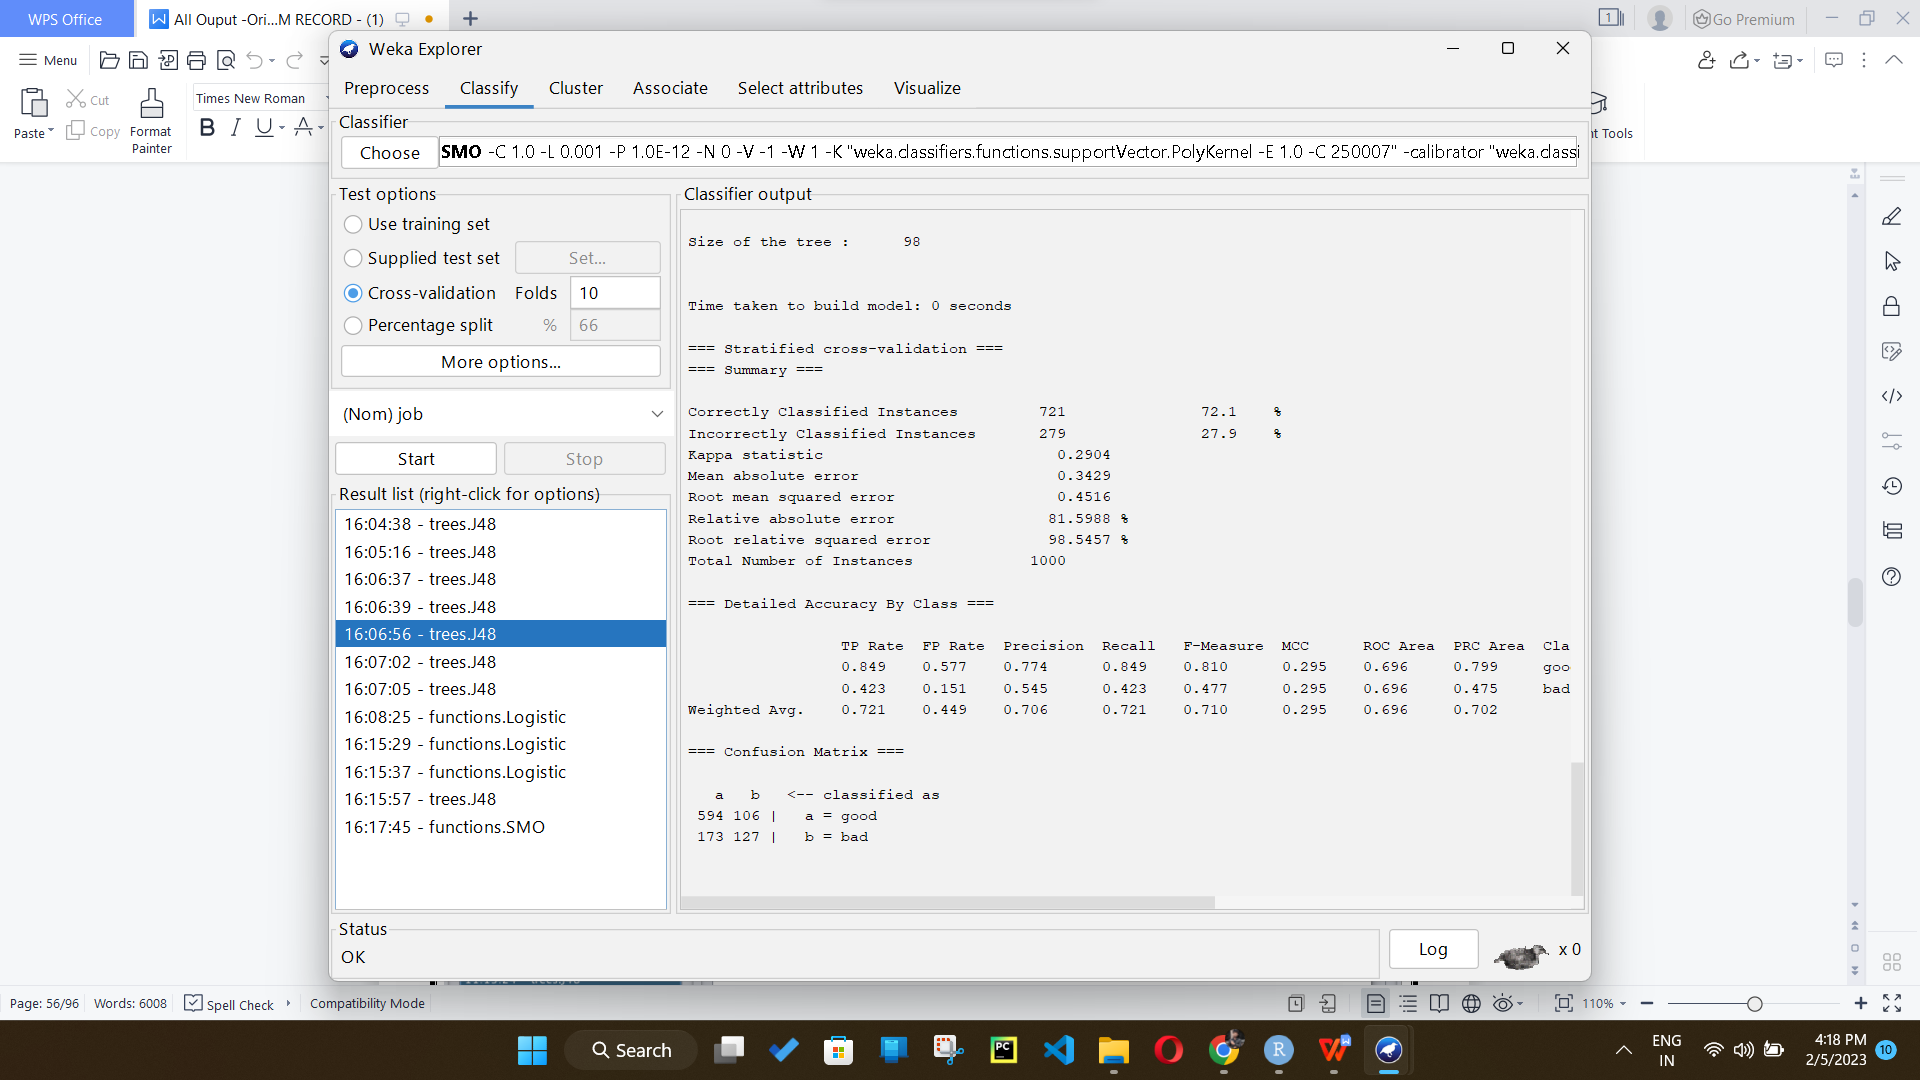 WPS Office
All Ouput -Ori...M RECORD - (1)
Go Premium
Menu
Cut
Paste
Copy
Format
Painter
Times New Roman
B I U A
t Tools
Weka Explorer
Preprocess Classify Cluster Associate Select attributes Visualize
Classifier
Choose SMO -C 1.0 -L 0.001 -P 1.0E-12 -N 0 -V -1 -W 1 -K "weka.classifiers.functions.supportVector.PolyKernel -E 1.0 -C 250007" -calibrator "weka.classi
Test options
Use training set
Supplied test set Set...
Cross-validation Folds 10
Percentage split % 66
More options...
(Nom) job
Start Stop
Result list (right-click for options)
16:04:38 - trees.J48
16:05:16 - trees.J48
16:06:37 - trees.J48
16:06:39 - trees.J48
16:06:56 - trees.J48
16:07:02 - trees.J48
16:07:05 - trees.J48
16:08:25 - functions.Logistic
16:15:29 - functions.Logistic
16:15:37 - functions.Logistic
16:15:57 - trees.J48
16:17:45 - functions.SMO
Classifier output
Size of the tree : 98
Time taken to build model: 0 seconds
=== Stratified cross-validation ===
=== Summary ===
Correctly Classified Instances 721 72.1 %
Incorrectly Classified Instances 279 27.9 %
Kappa statistic 0.2904
Mean absolute error 0.3429
Root mean squared error 0.4516
Relative absolute error 81.5988 %
Root relative squared error 98.5457 %
Total Number of Instances 1000
=== Detailed Accuracy By Class ===
TP Rate FP Rate Precision Recall F-Measure MCC ROC Area PRC Area Cla
0.849 0.577 0.774 0.849 0.810 0.295 0.696 0.799 goo
0.423 0.151 0.545 0.423 0.477 0.295 0.696 0.475 bad
Weighted Avg. 0.721 0.449 0.706 0.721 0.710 0.295 0.696 0.702
=== Confusion Matrix ===
a b <-- classified as
594 106 | a = good
173 127 | b = bad
Status
OK
Log x 0
Page: 56/96 Words: 6008 Spell Check Compatibility Mode 110%
Search
ENG
IN
4:18 PM
2/5/2023
10